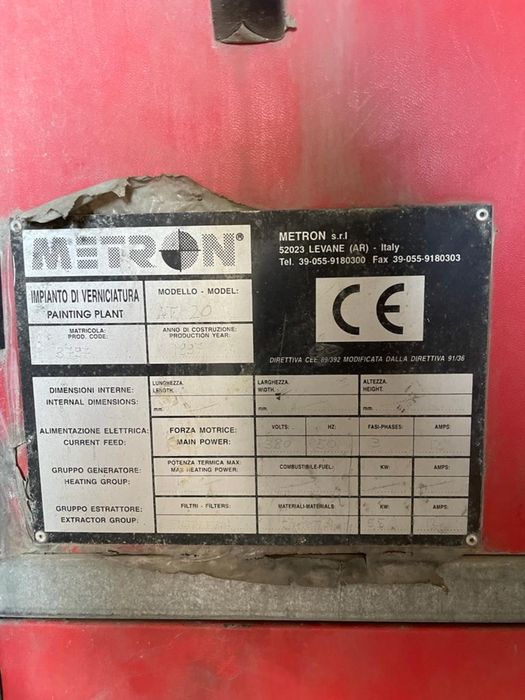 METRON®
METRON s.r.l
52023 LEVANE (AR) - Italy
Tel. 39-055-9180300 Fax 39-055-9180303
IMPIANTO DI VERNICIATURA
PAINTING PLANT
MODELLO - MODEL:
MATRICOLA:
PROD. CODE:
ANNO DI COSTRUZIONE:
PRODUCTION YEAR:
CE
DIRETTIVA CEE 89/392 MODIFICATA DALLA DIRETTIVA 91/36
DIMENSIONI INTERNE:
INTERNAL DIMENSIONS:
LUNGHEZZA.
LENGTH.
mm.
LARGHEZZA.
WIDTH.
mm.
ALTEZZA.
HEIGHT.
mm.
ALIMENTAZIONE ELETTRICA:
CURRENT FEED:
FORZA MOTRICE:
MAIN POWER:
VOLTS:
380
HZ:
FASI-PHASES:
3
AMPS:
GRUPPO GENERATORE:
HEATING GROUP:
POTENZA TERMICA MAX:
MAX HEATING POWER:
COMBUSTIBILE-FUEL:
KW:
AMPS:
GRUPPO ESTRATTORE:
EXTRACTOR GROUP:
FILTRI - FILTERS:
MATERIALI-MATERIALS:
KW:
AMPS: